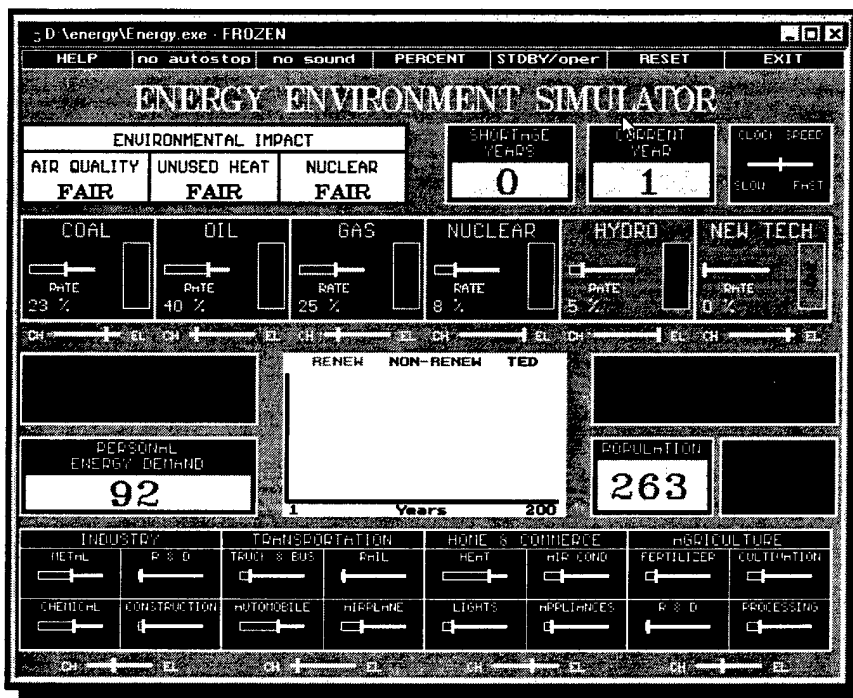 D:\energy\Energy.exe - FROZEN
HELP no autostop no sound PERCENT STDBY/oper RESET EXIT
ENERGY ENVIRONMENT SIMULATOR
ENVIRONMENTAL IMPACT
AIR QUALITY UNUSED HEAT NUCLEAR
FAIR FAIR FAIR
SHORTAGE YEARS
0
CURRENT YEAR
1
CLOCK SPEED
SLOW FAST
COAL OIL GAS NUCLEAR HYDRO NEW TECH
RATE RATE RATE RATE RATE RATE
23 % 40 % 25 % 8 % 5 % 0 %
CH EL CH EL CH EL CH EL CH EL CH EL
RENEW NON-RENEW TED
1 Years 200
PERSONAL
ENERGY DEMAND
92
POPULATION
263
INDUSTRY TRANSPORTATION HOME & COMMERCE AGRICULTURE
METAL R & D TRUCK & BUS RAIL HEAT AIR COND FERTILIZER CULTIVATION
CHEMICAL CONSTRUCTION AUTOMOBILE AIRPLANE LIGHTS APPLIANCES R & D PROCESSING
CH EL CH EL CH EL CH EL